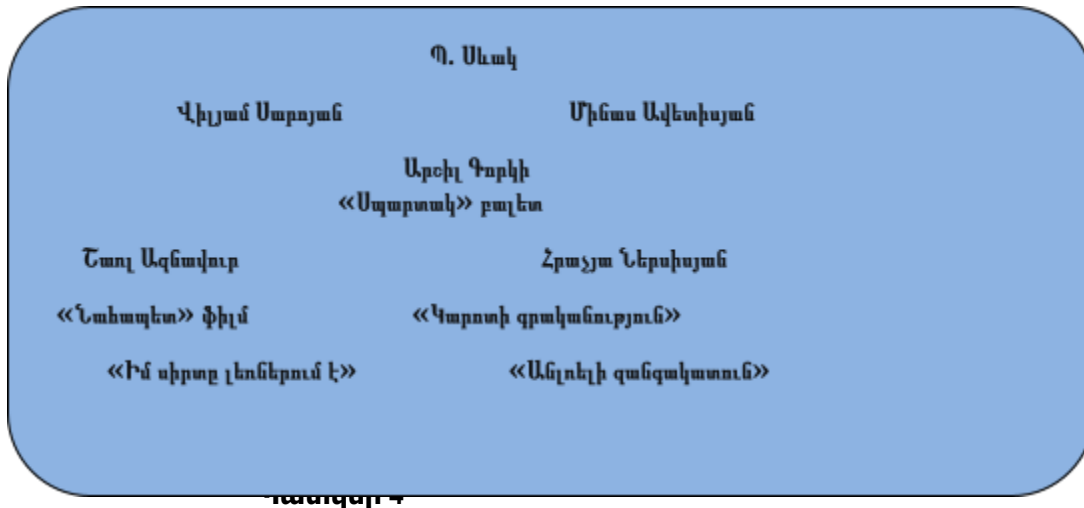 Պ. Սևակ
Վիլյամ Սարոյան Մինաս Ավետիսյան
Արշիլ Գորկի
«Սպարտակ» բալետ
Շառլ Ազնավուր Հրաչյա Ներսիսյան
«Նահապետ» ֆիլմ «Կարոտի գրականություն»
«Իմ սիրտը լեռներում է» «Անլռելի զանգակատուն»